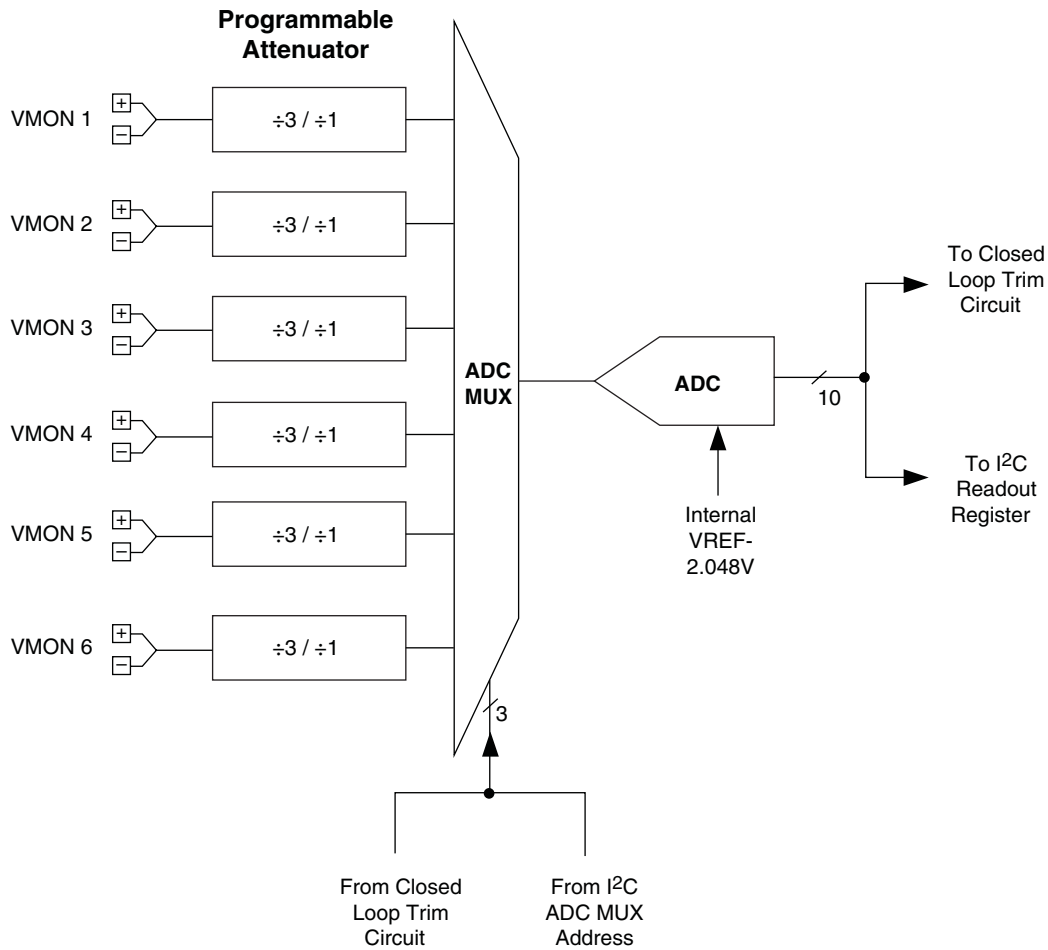 Programmable
Attenuator
VMON 1
+
−
÷3 / ÷1
VMON 2
+
−
÷3 / ÷1
VMON 3
+
−
÷3 / ÷1
VMON 4
+
−
÷3 / ÷1
VMON 5
+
−
÷3 / ÷1
VMON 6
+
−
÷3 / ÷1
ADC
MUX
3
From Closed
Loop Trim
Circuit
From I²C
ADC MUX
Address
ADC
Internal
VREF-
2.048V
10
To Closed
Loop Trim
Circuit
To I²C
Readout
Register